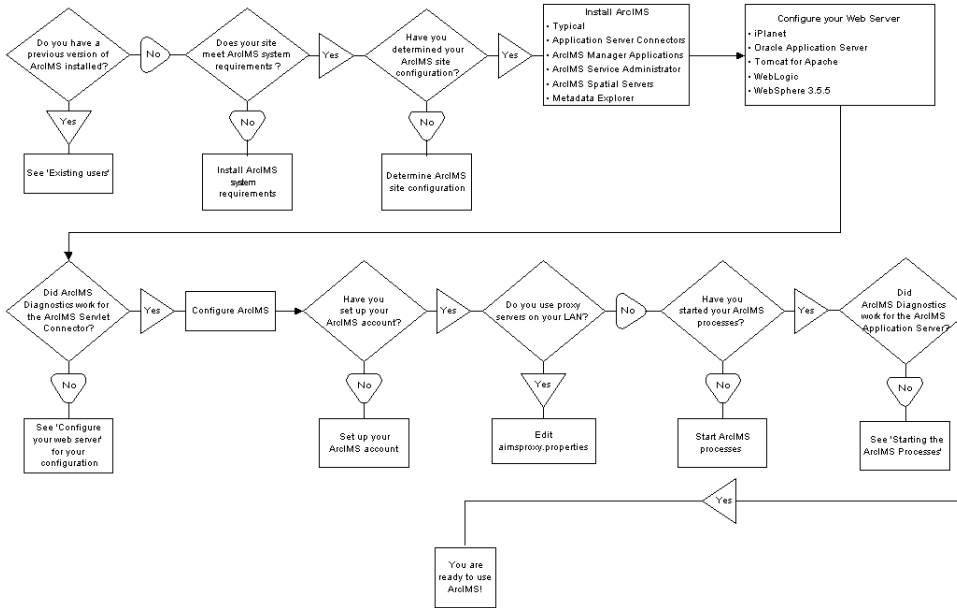 Do you have a
previous version of
ArcIMS installed?
No
Does your site
meet ArcIMS system
requirements ?
Yes
Have you
determined your
ArcIMS site
configuration?
Yes
Install ArcIMS
• Typical
• Application Server Connectors
• ArcIMS Manager Applications
• ArcIMS Service Administrator
• ArcIMS Spatial Servers
• Metadata Explorer
Configure your Web Server
• iPlanet
• Oracle Application Server
• Tomcat for Apache
• WebLogic
• WebSphere 3.5.5
Yes
No
No
See 'Existing users'
Install ArcIMS
system
requirements
Determine ArcIMS
site configuration
Did ArcIMS
Diagnostics work for
the ArcIMS Servlet
Connector?
Yes
Configure ArcIMS
Have you
set up your
ArcIMS account?
Yes
Do you use proxy
servers on your LAN?
No
Have you
started your ArcIMS
processes?
Yes
Did
ArcIMS Diagnostics
work for the ArcIMS
Application Server?
No
No
Yes
No
No
See 'Configure
your web server'
for your
configuration
Set up your
ArcIMS account
Edit
aimsproxy.properties
Start ArcIMS
processes
See 'Starting the
ArcIMS Processes'
Yes
You are
ready to use
ArcIMS!